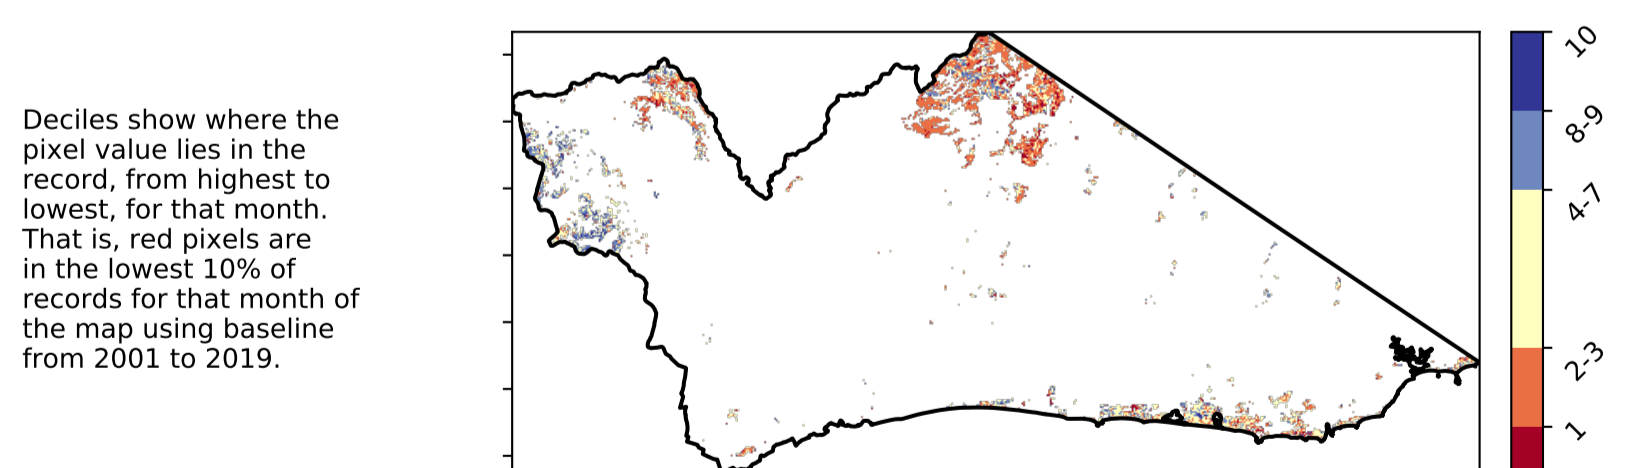 Deciles show where the
pixel value lies in the
record, from highest to
lowest, for that month.
That is, red pixels are
in the lowest 10% of
records for that month of
the map using baseline
from 2001 to 2019.
10
8-9
4-7
2-3
1